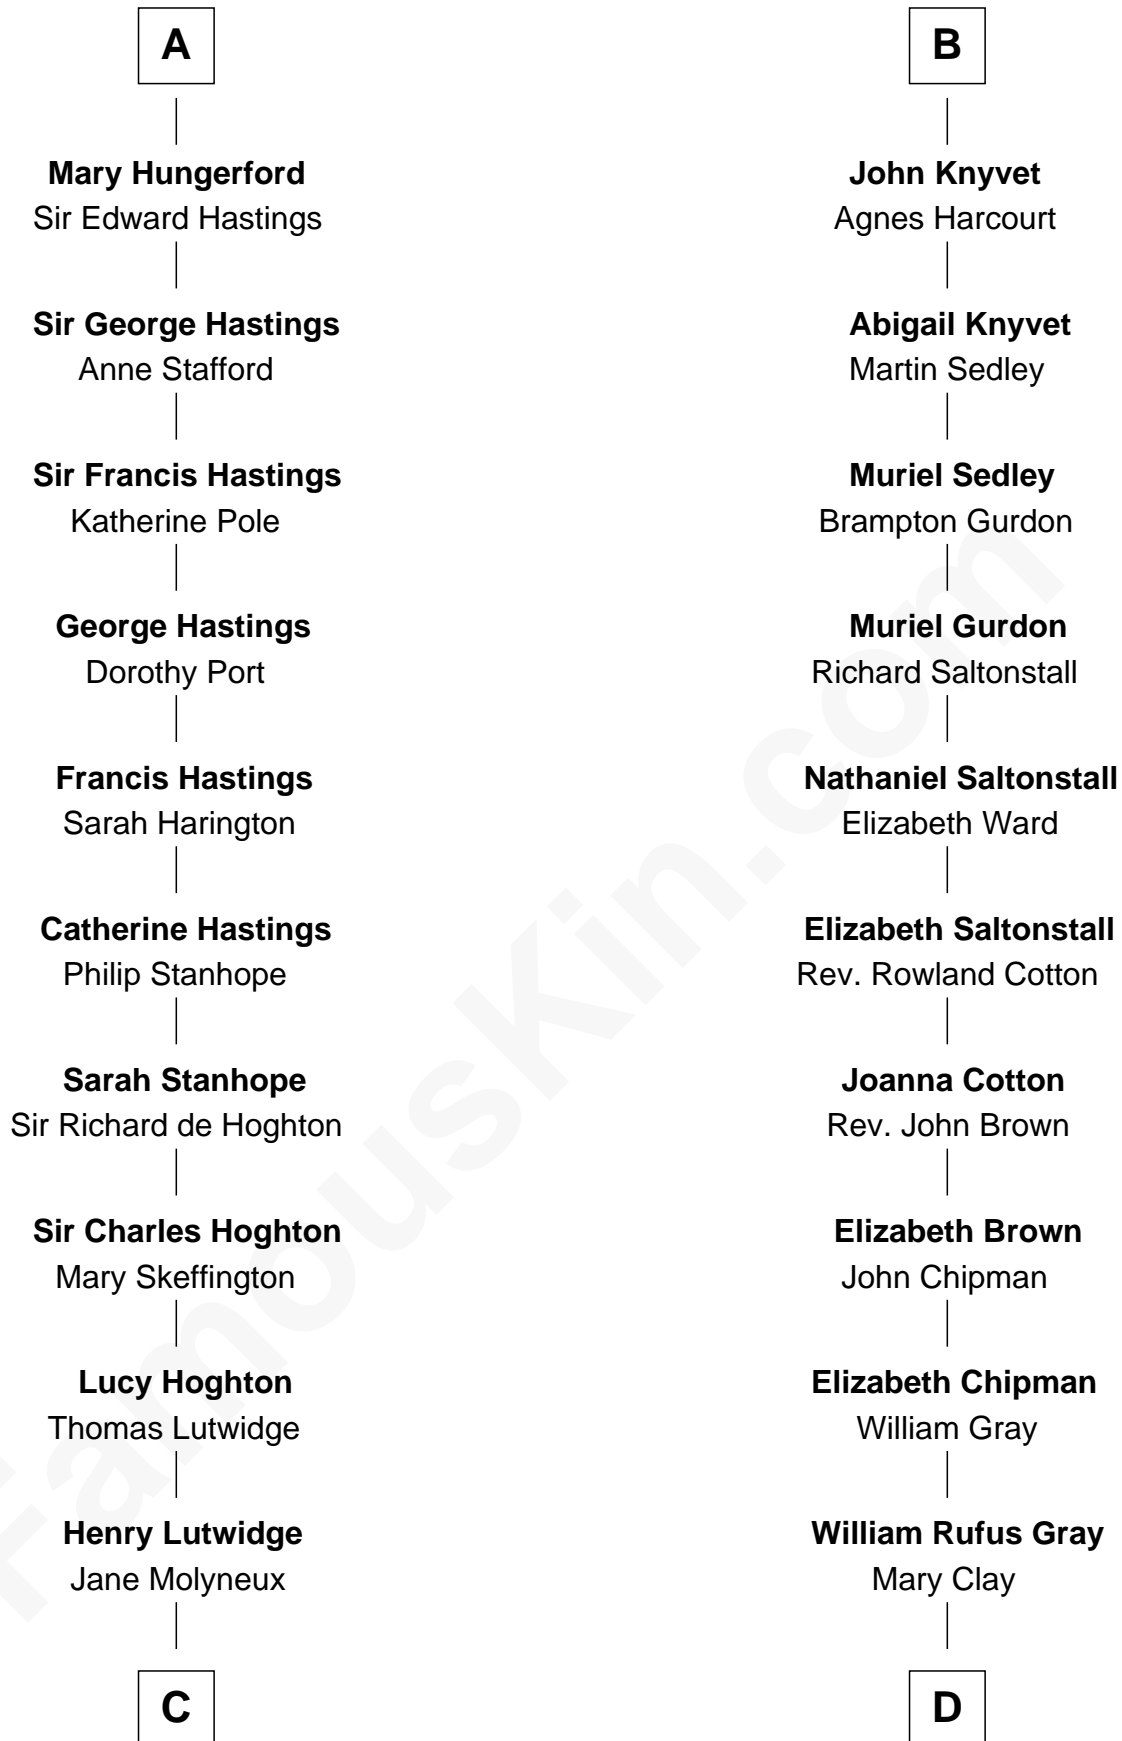 A
Mary Hungerford
Sir Edward Hastings
Sir George Hastings
Anne Stafford
Sir Francis Hastings
Katherine Pole
George Hastings
Dorothy Port
Francis Hastings
Sarah Harington
Catherine Hastings
Philip Stanhope
Sarah Stanhope
Sir Richard de Hoghton
Sir Charles Hoghton
Mary Skeffington
Lucy Hoghton
Thomas Lutwidge
Henry Lutwidge
Jane Molyneux
C
B
John Knyvet
Agnes Harcourt
Abigail Knyvet
Martin Sedley
Muriel Sedley
Brampton Gurdon
Muriel Gurdon
Richard Saltonstall
Nathaniel Saltonstall
Elizabeth Ward
Elizabeth Saltonstall
Rev. Rowland Cotton
Joanna Cotton
Rev. John Brown
Elizabeth Brown
John Chipman
Elizabeth Chipman
William Gray
William Rufus Gray
Mary Clay
D
FamousKin.com